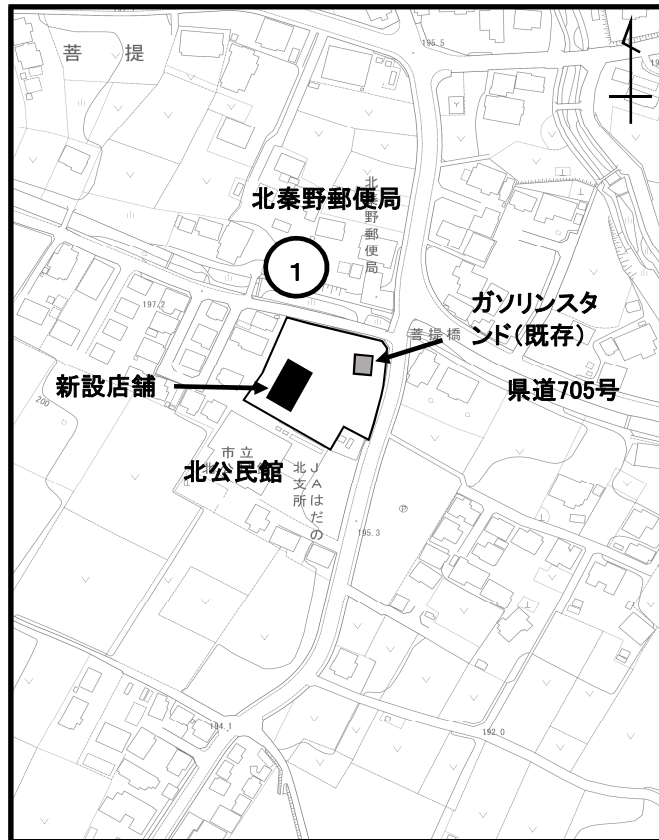 菩提
195.5
北秦野郵便局
北秦野郵便局
1
197.2
ガソリンスタ
ンド(既存)
菩提橋
県道705号
新設店舗
200
市立
北公民館
JAはだの
北支所
195.3
194.1
192.0